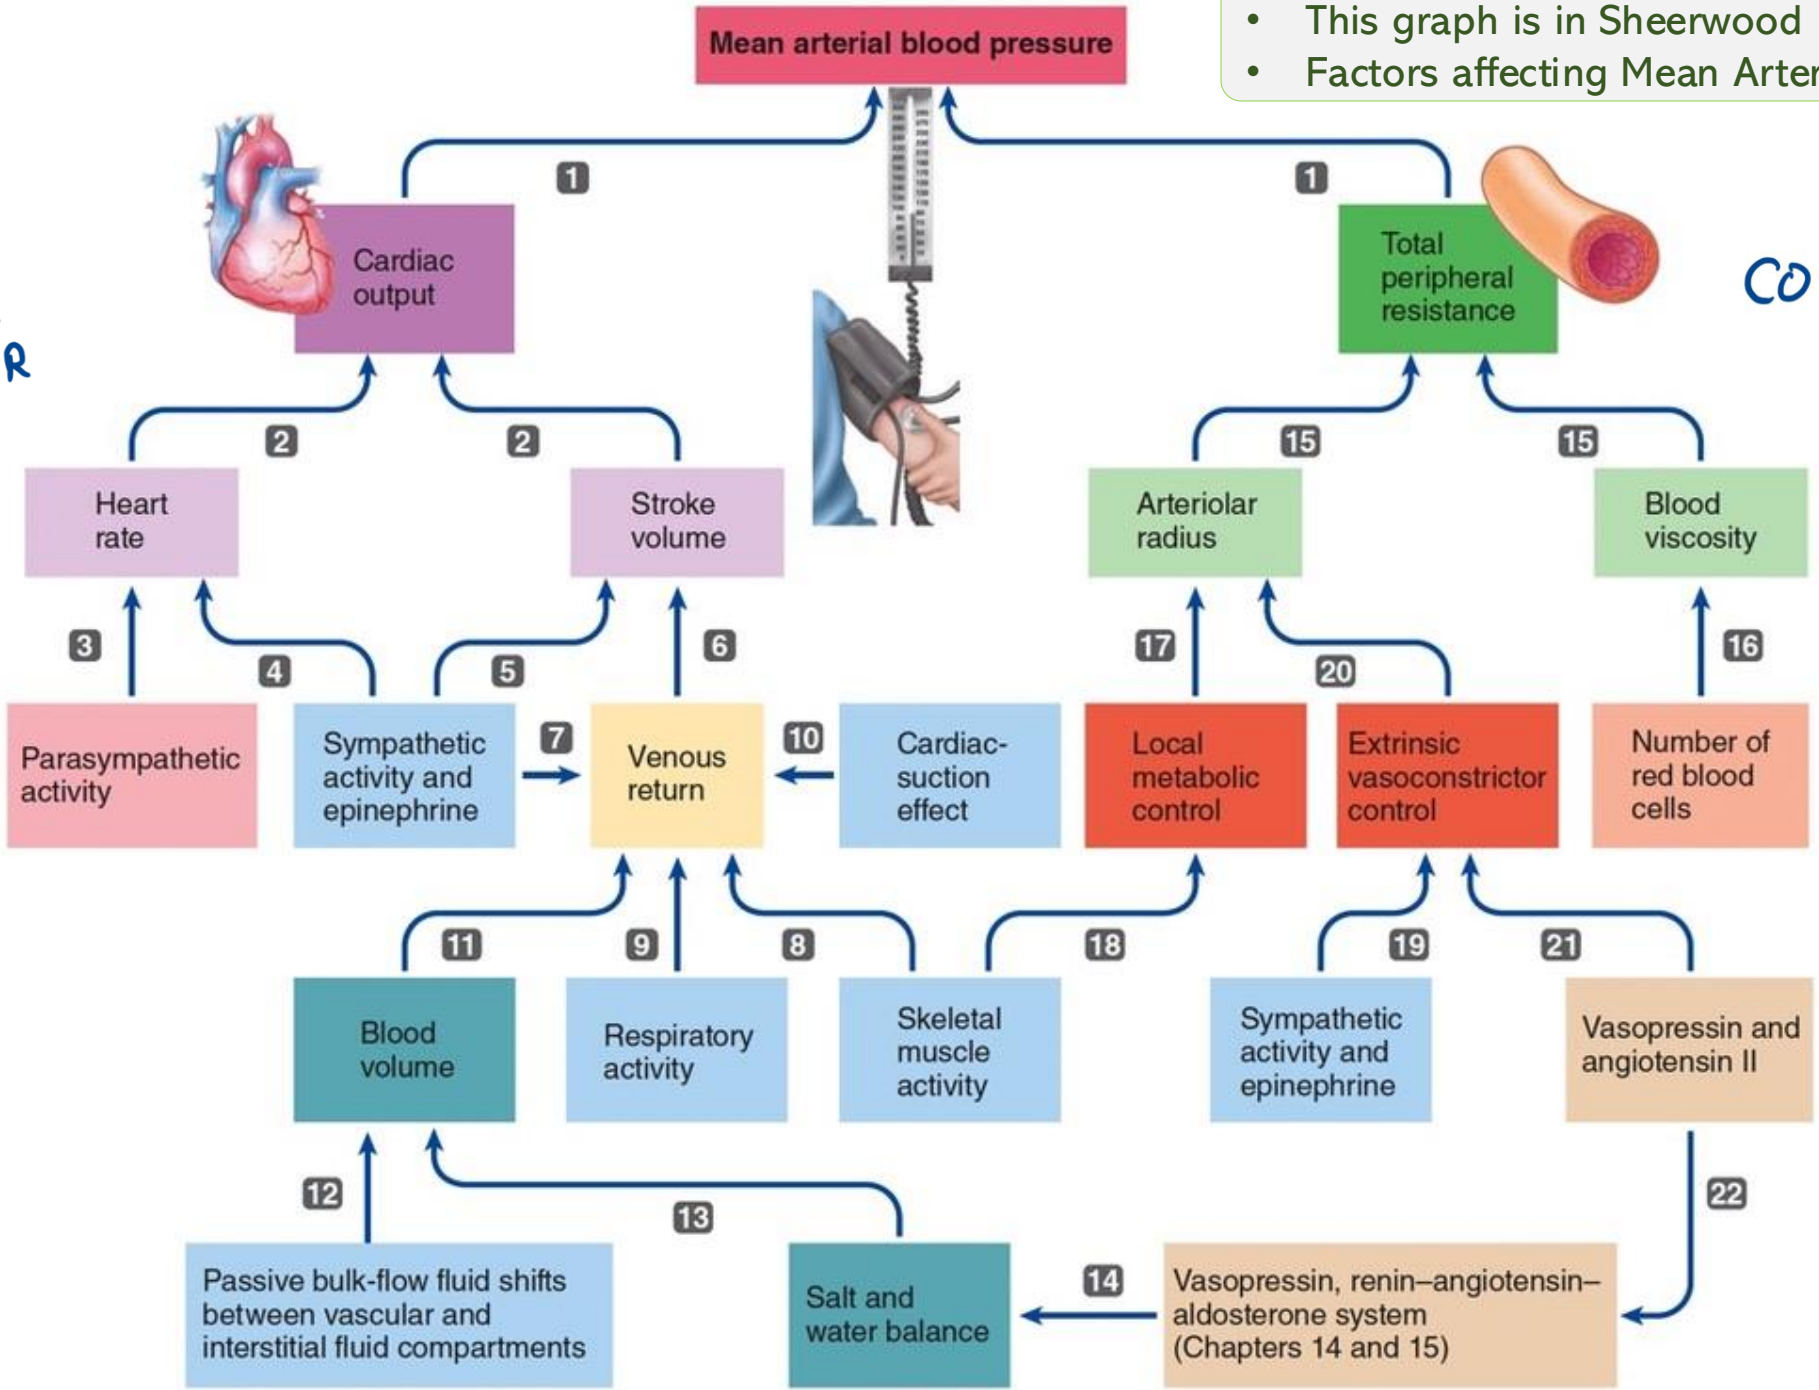 • This graph is in Sheerwood
• Factors affecting Mean Arter
Mean arterial blood pressure
1
1
Cardiac
output
Total
peripheral
resistance
CO
R
2
2
15
15
Heart
rate
Stroke
volume
Arteriolar
radius
Blood
viscosity
3
4
5
6
17
20
16
Parasympathetic
activity
Sympathetic
activity and
epinephrine
7
Venous
return
10
Cardiac-
suction
effect
Local
metabolic
control
Extrinsic
vasoconstrictor
control
Number of
red blood
cells
11
9
8
18
19
21
Blood
volume
Respiratory
activity
Skeletal
muscle
activity
Sympathetic
activity and
epinephrine
Vasopressin and
angiotensin II
12
13
22
Passive bulk-flow fluid shifts
between vascular and
interstitial fluid compartments
Salt and
water balance
14
Vasopressin, renin–angiotensin–
aldosterone system
(Chapters 14 and 15)